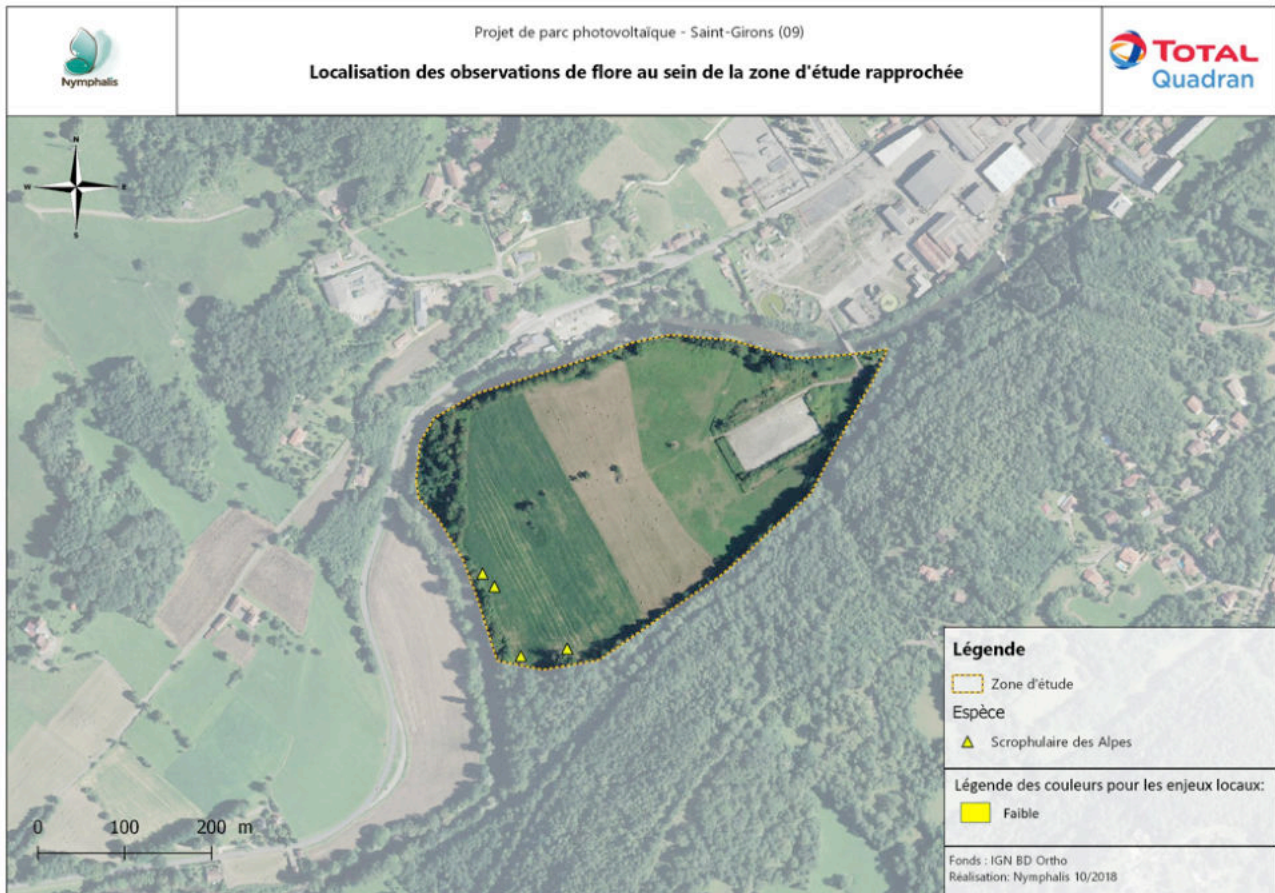 Nymphalis
Projet de parc photovoltaïque - Saint-Girons (09)
Localisation des observations de flore au sein de la zone d'étude rapprochée
TOTAL
Quadran
N
W
E
S
0 100 200 m
Légende
Zone d'étude
Espèce
Scrophulaire des Alpes
Légende des couleurs pour les enjeux locaux:
Faible
Fonds : IGN BD Ortho
Réalisation: Nymphalis 10/2018